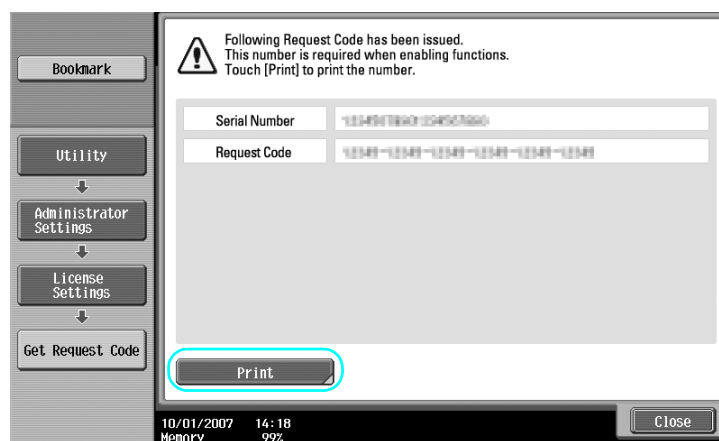 Bookmark
Utility
Administrator
Settings
License
Settings
Get Request Code
Following Request Code has been issued.
This number is required when enabling functions.
Touch [Print] to print the number.
Serial Number
Request Code
Print
10/01/2007 14:18
Memory 99%
Close